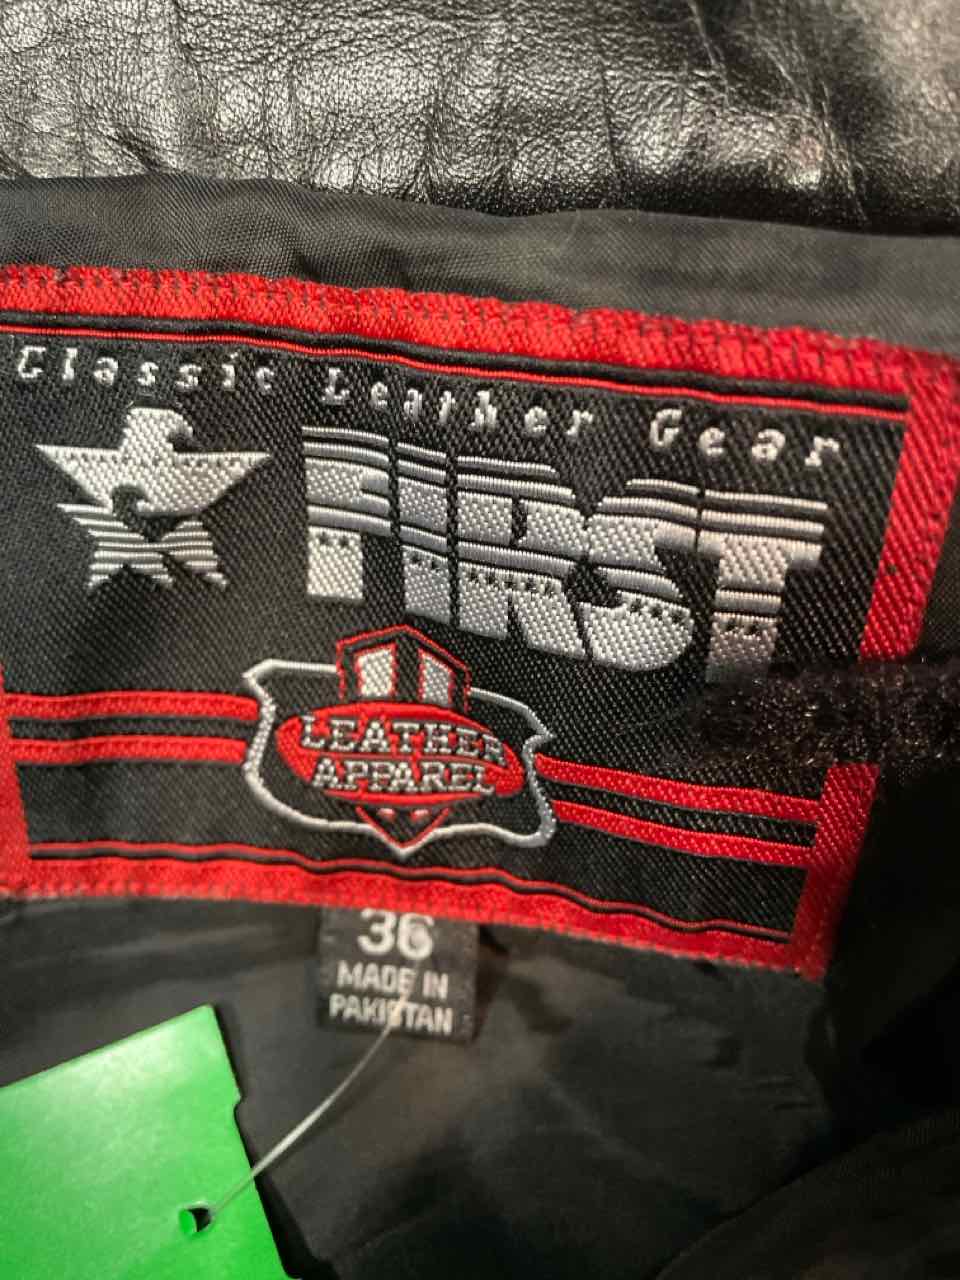 Classic Leather Gear
FIRST
LEATHER
APPAREL
36
MADE IN
PAKISTAN